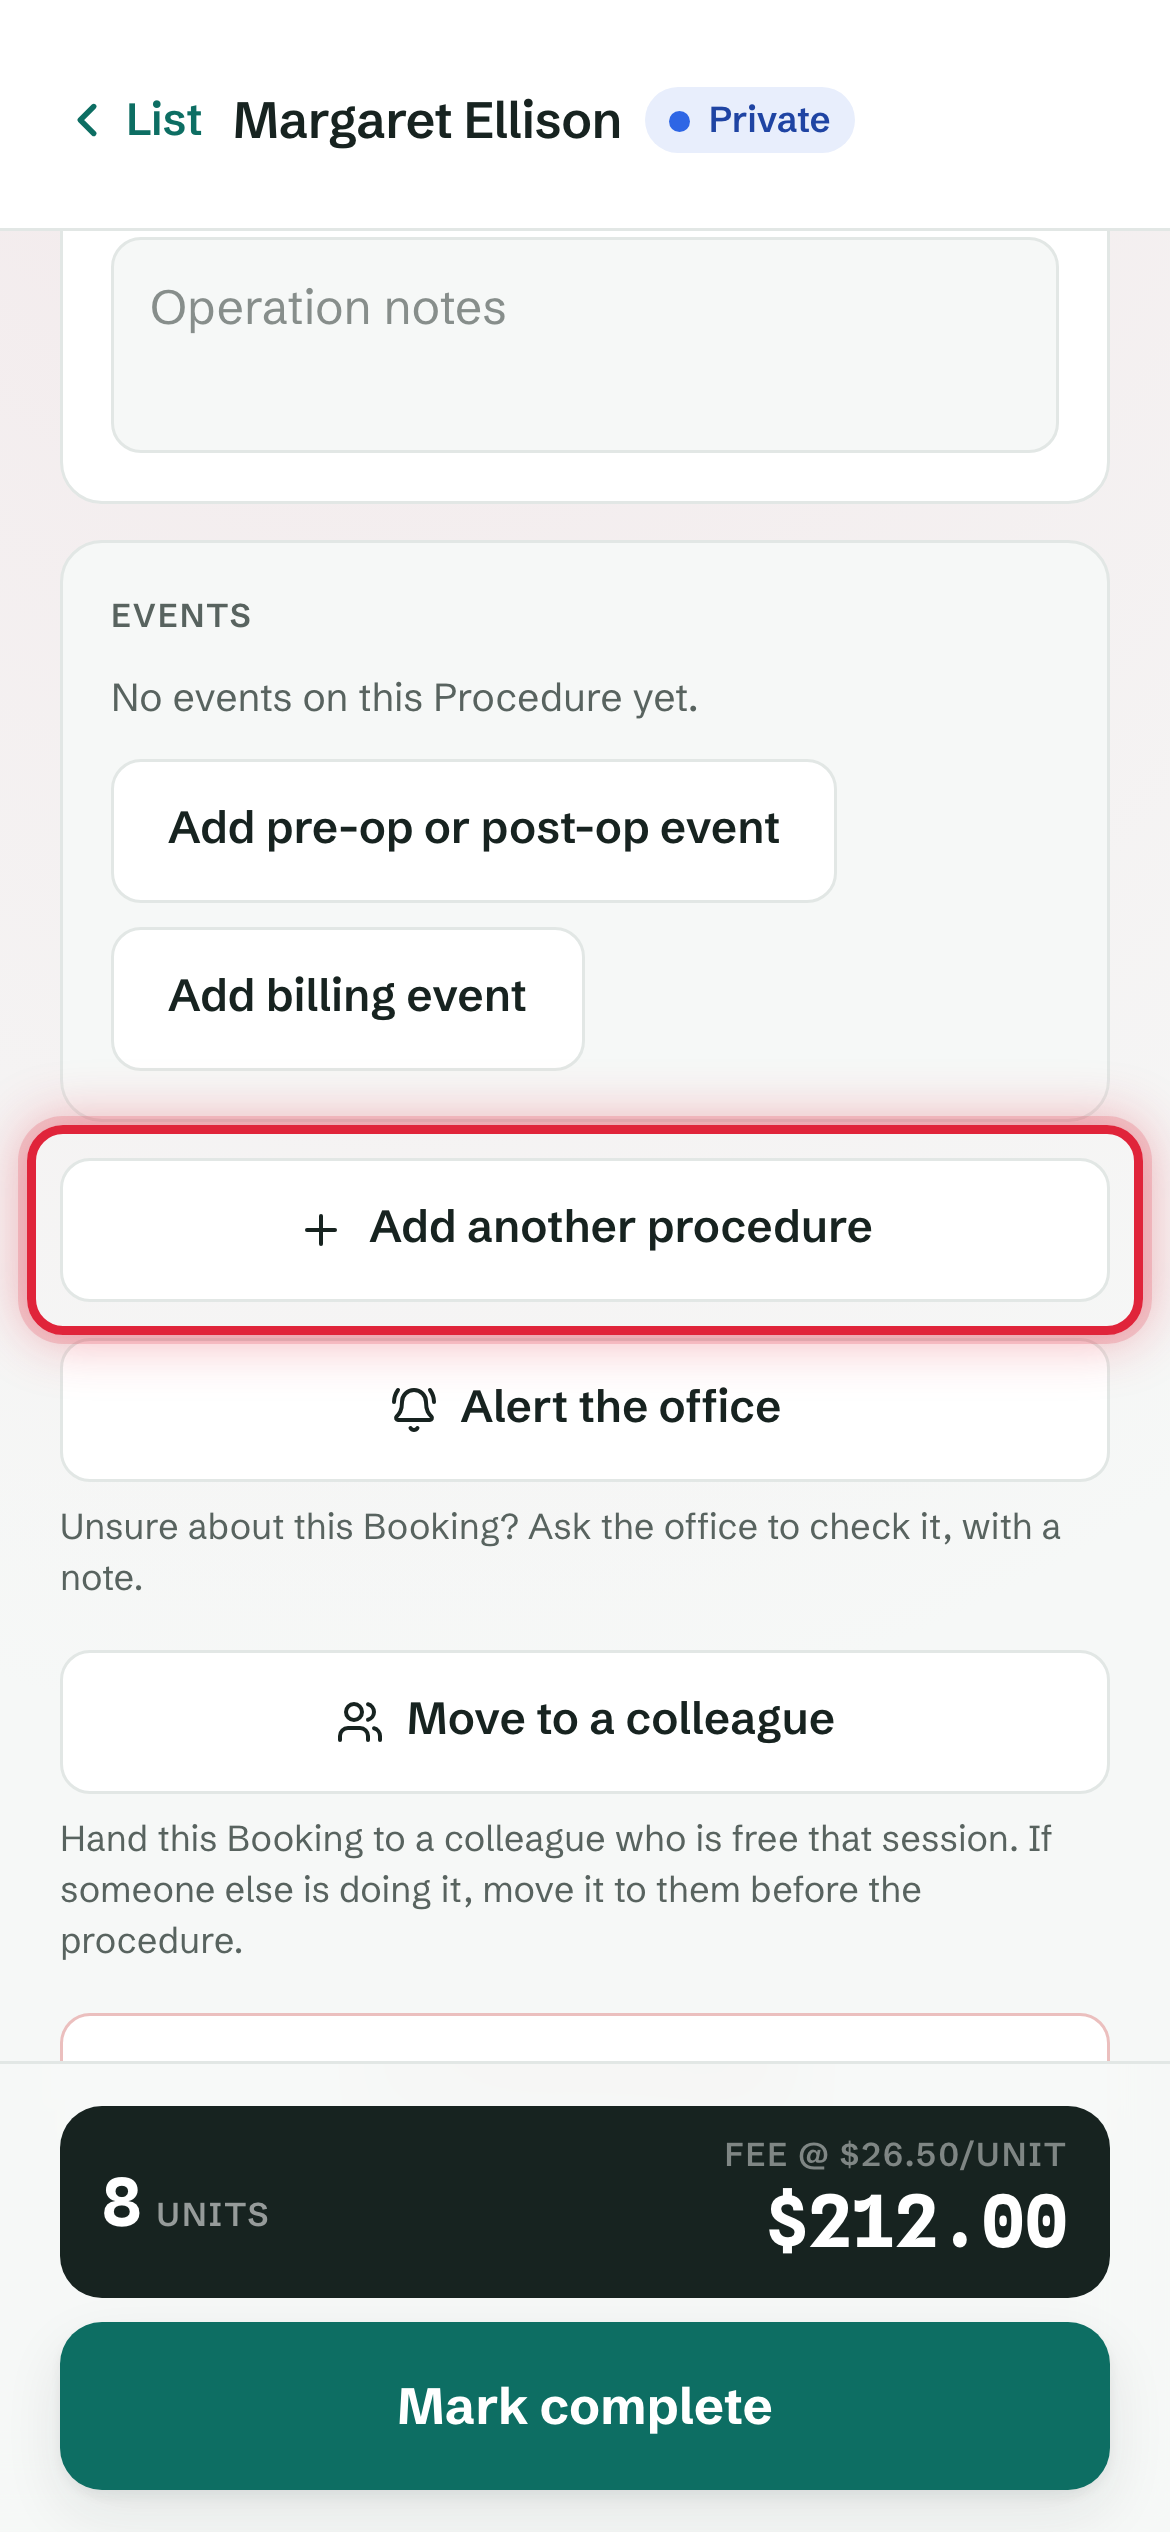 List Margaret Ellison Private
Operation notes
EVENTS
No events on this Procedure yet.
Add pre-op or post-op event
Add billing event
Add another procedure
Alert the office
Unsure about this Booking? Ask the office to check it, with a
note.
Move to a colleague
Hand this Booking to a colleague who is free that session. If
someone else is doing it, move it to them before the
procedure.
FEE @ $26.50/UNIT
8 UNITS $212.00
Mark complete